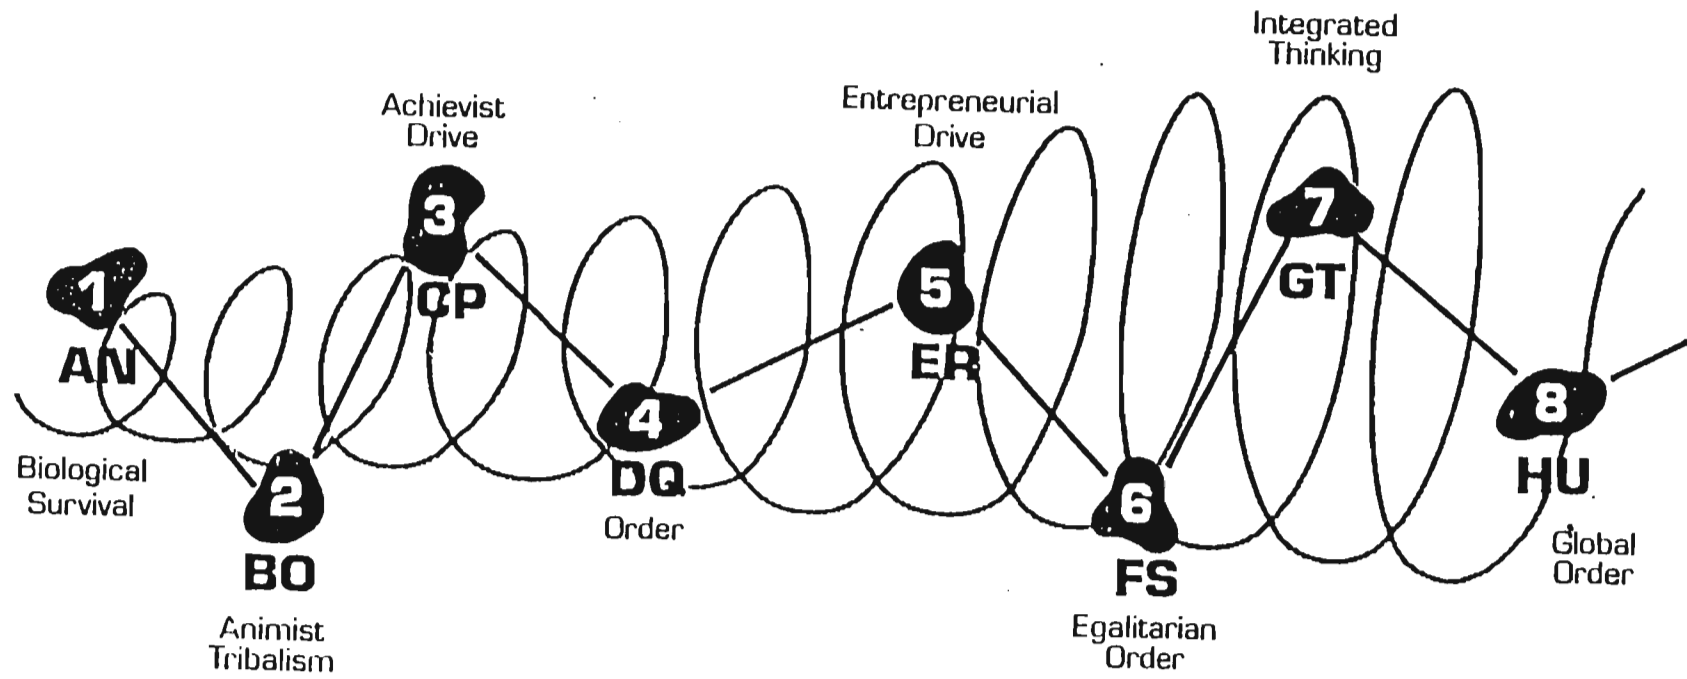 1
AN
Biological
Survival
2
BO
Animist
Tribalism
Achievist
Drive
3
CP
4
DQ
Order
Entrepreneurial
Drive
5
ER
6
FS
Egalitarian
Order
Integrated
Thinking
7
GT
8
HU
Global
Order